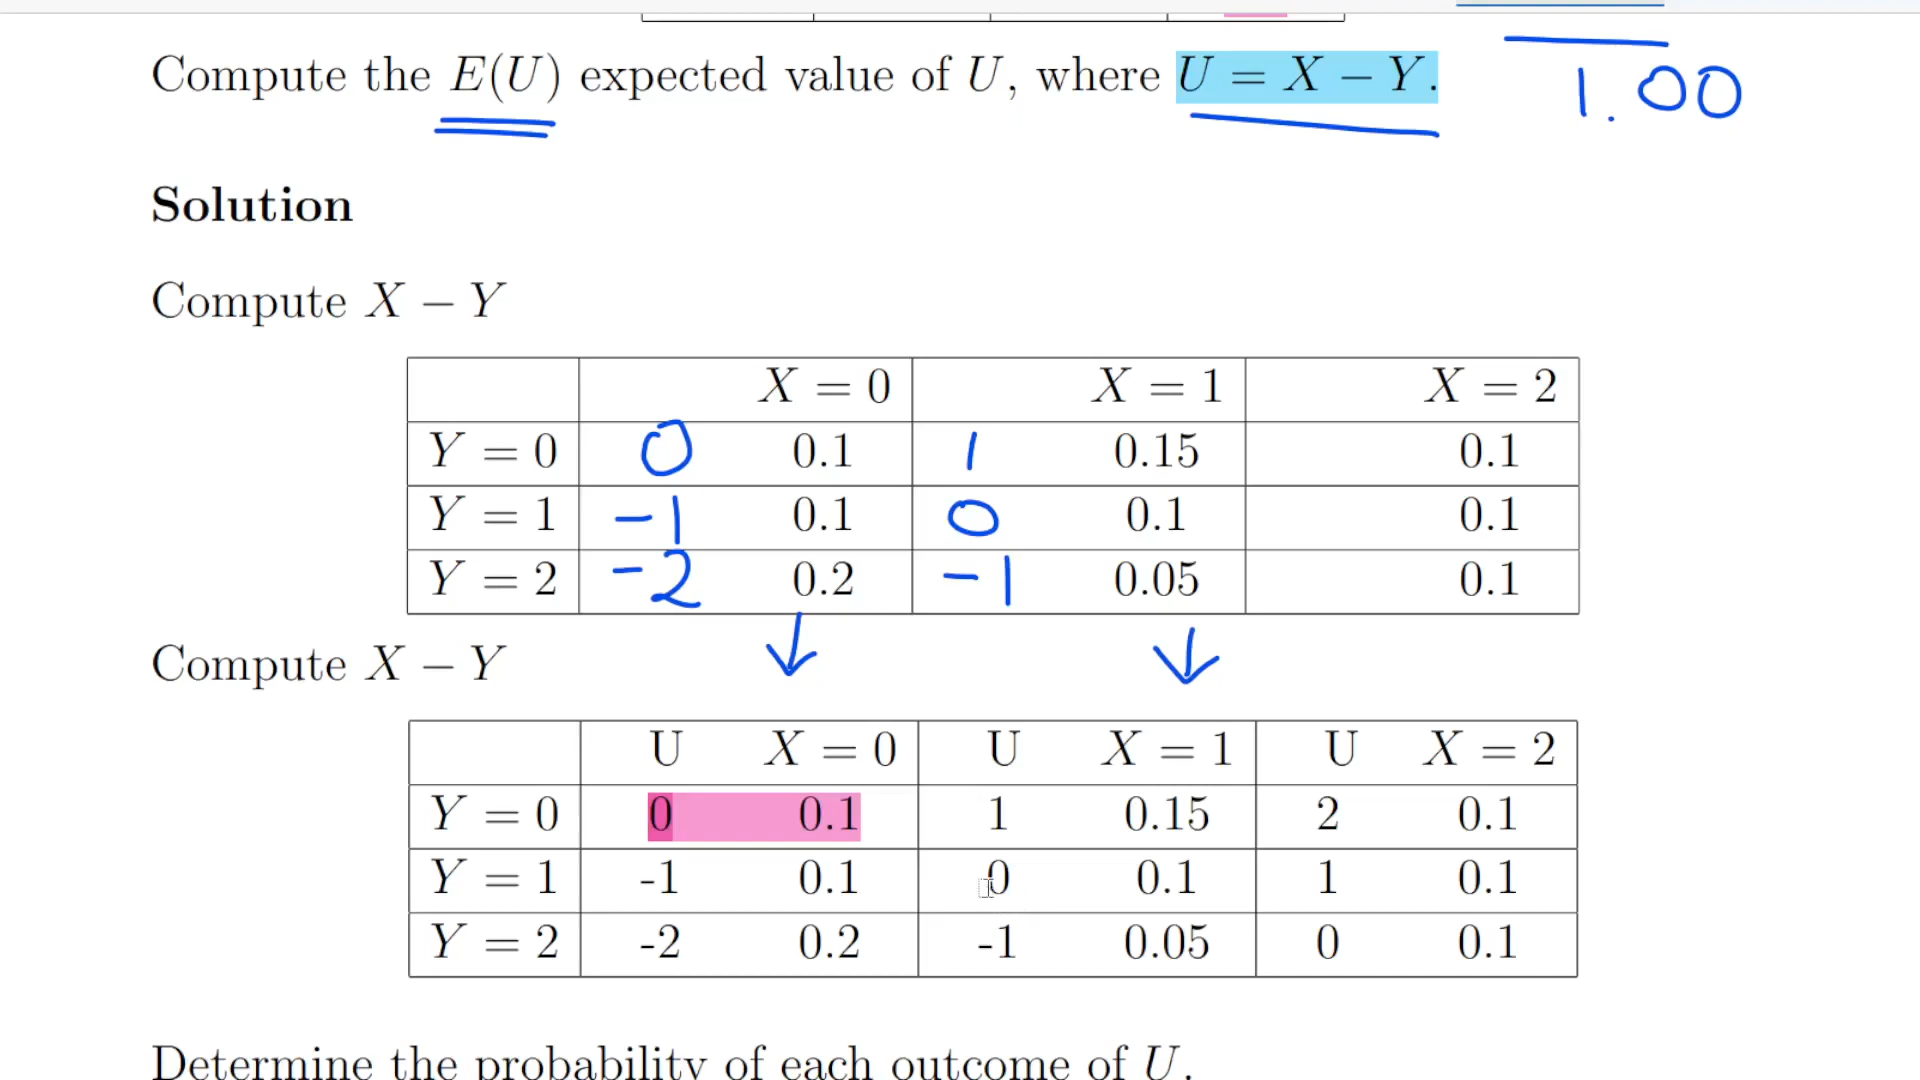 Compute the E(U) expected value of U, where U = X − Y.
1.00
Solution
Compute X − Y
X = 0 X = 1 X = 2
Y = 0 0 0.1 1 0.15 0.1
Y = 1 -1 0.1 0 0.1 0.1
Y = 2 -2 0.2 -1 0.05 0.1
Compute X − Y
U X = 0 U X = 1 U X = 2
Y = 0 0 0.1 1 0.15 2 0.1
Y = 1 -1 0.1 0 0.1 1 0.1
Y = 2 -2 0.2 -1 0.05 0 0.1
Determine the probability of each outcome of U.